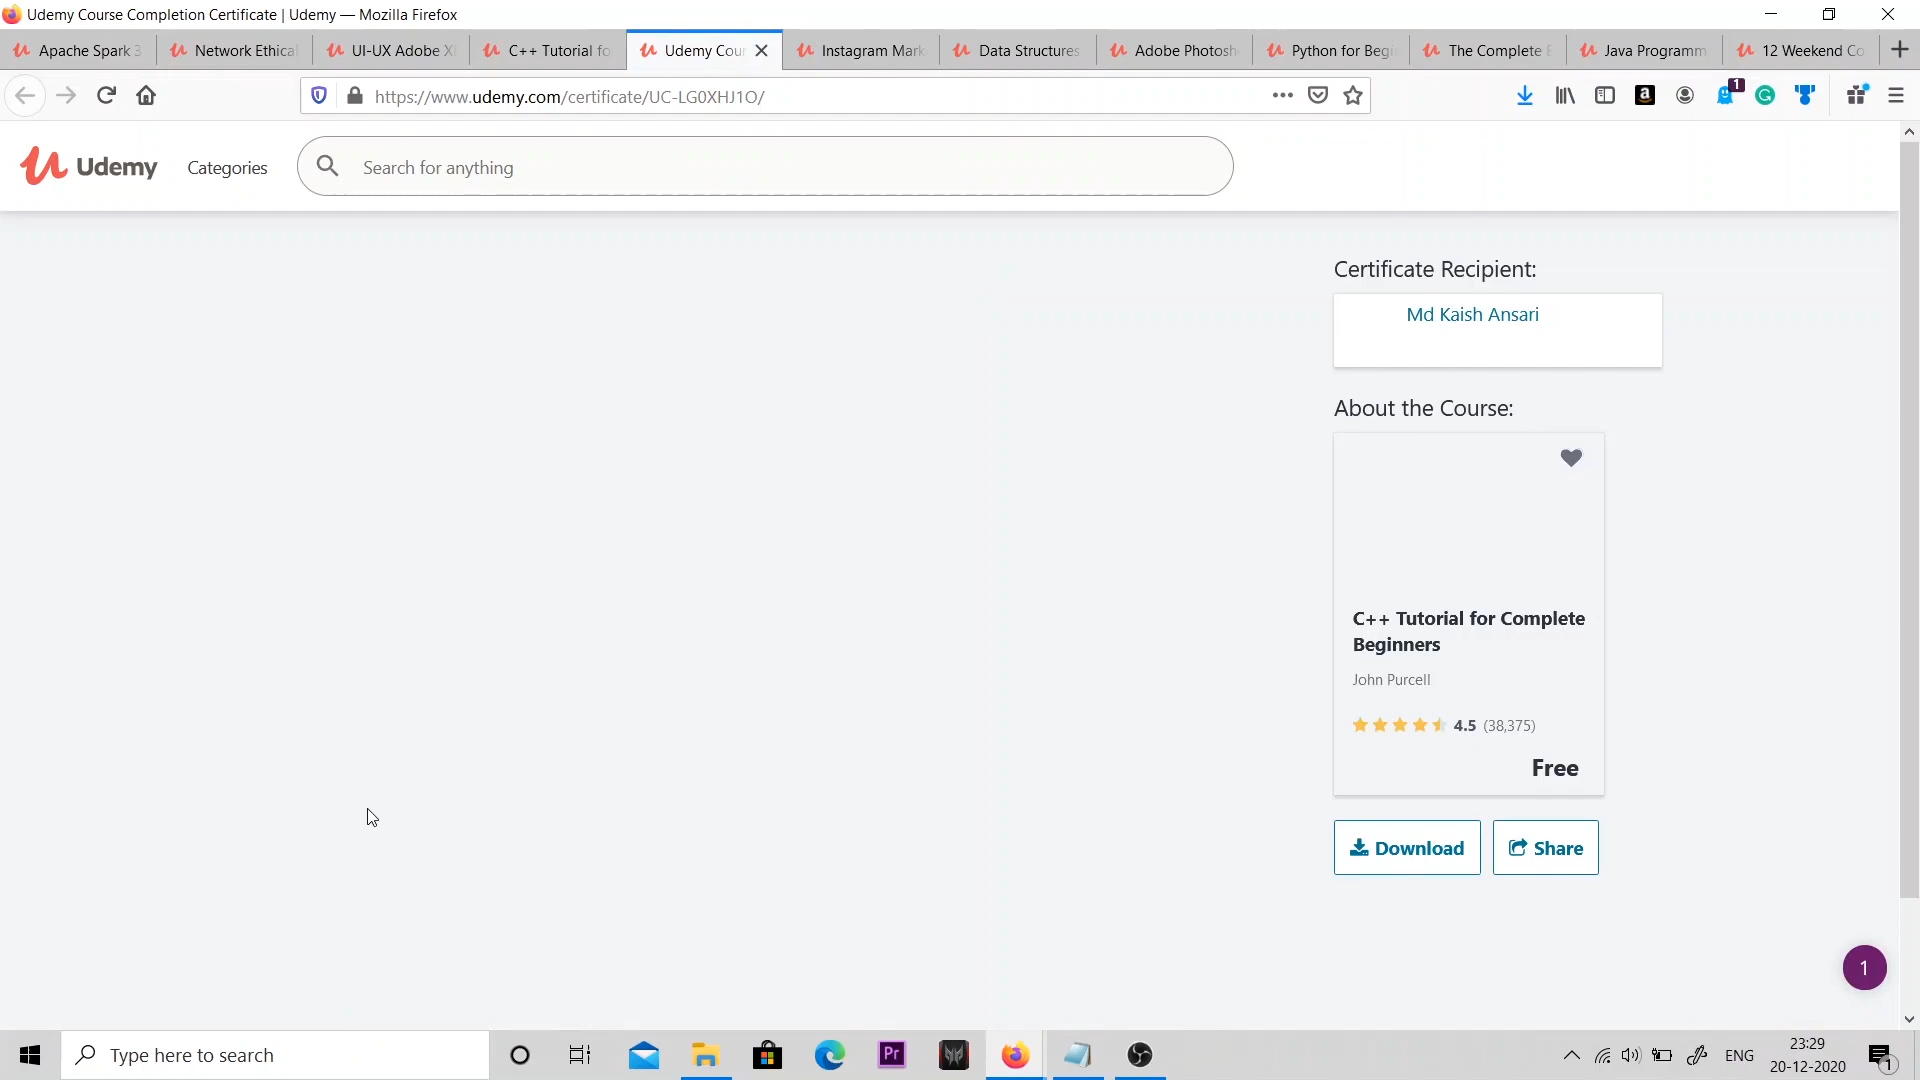 Udemy Course Completion Certificate | Udemy — Mozilla Firefox
Apache Spark 3
Network Ethical
UI-UX Adobe X
C++ Tutorial fo
Udemy Cour
Instagram Mark
Data Structures
Adobe Photosh
Python for Begi
The Complete
Java Programm
12 Weekend Co
https://www.udemy.com/certificate/UC-LG0XHJ1O/
1
Udemy
Categories
Search for anything
Certificate Recipient:
Md Kaish Ansari
About the Course:
C++ Tutorial for Complete
Beginners
John Purcell
4.5 (38,375)
Free
Download
Share
1
Type here to search
Pr
ENG
23:29
20-12-2020
1